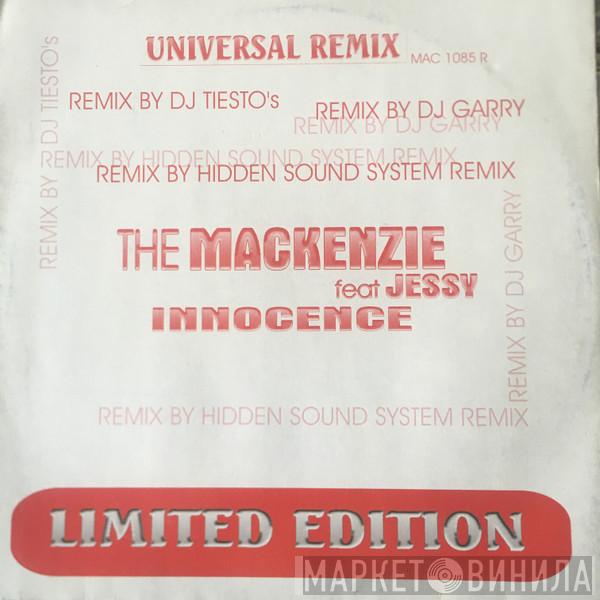 UNIVERSAL REMIX
MAC 1085 R
REMIX BY DJ TIESTO's
REMIX BY DJ TIESTO's
REMIX BY DJ GARRY
REMIX BY DJ GARRY
REMIX BY HIDDEN SOUND SYSTEM REMIX
REMIX BY HIDDEN SOUND SYSTEM REMIX
THE MACKENZIE
feat JESSY
INNOCENCE
REMIX BY DJ GARRY
REMIX BY HIDDEN SOUND SYSTEM REMIX
LIMITED EDITION
МАРКЕТ ВИНИЛА